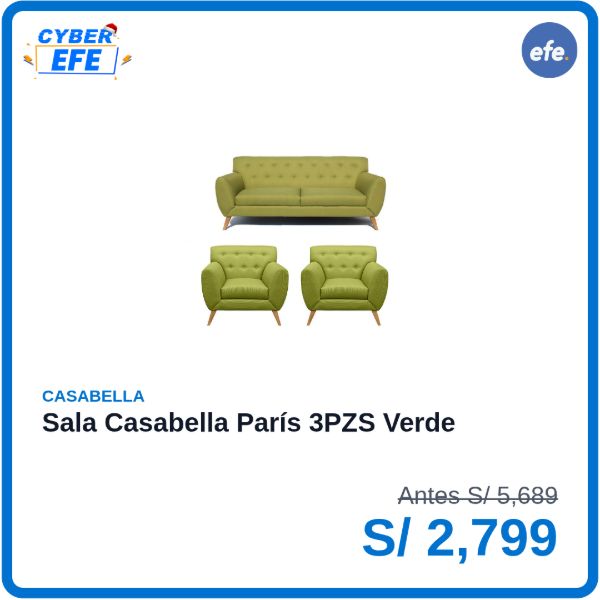 CYBER
EFE
efe.
CASABELLA
Sala Casabella París 3PZS Verde
Antes S/ 5,689
S/ 2,799